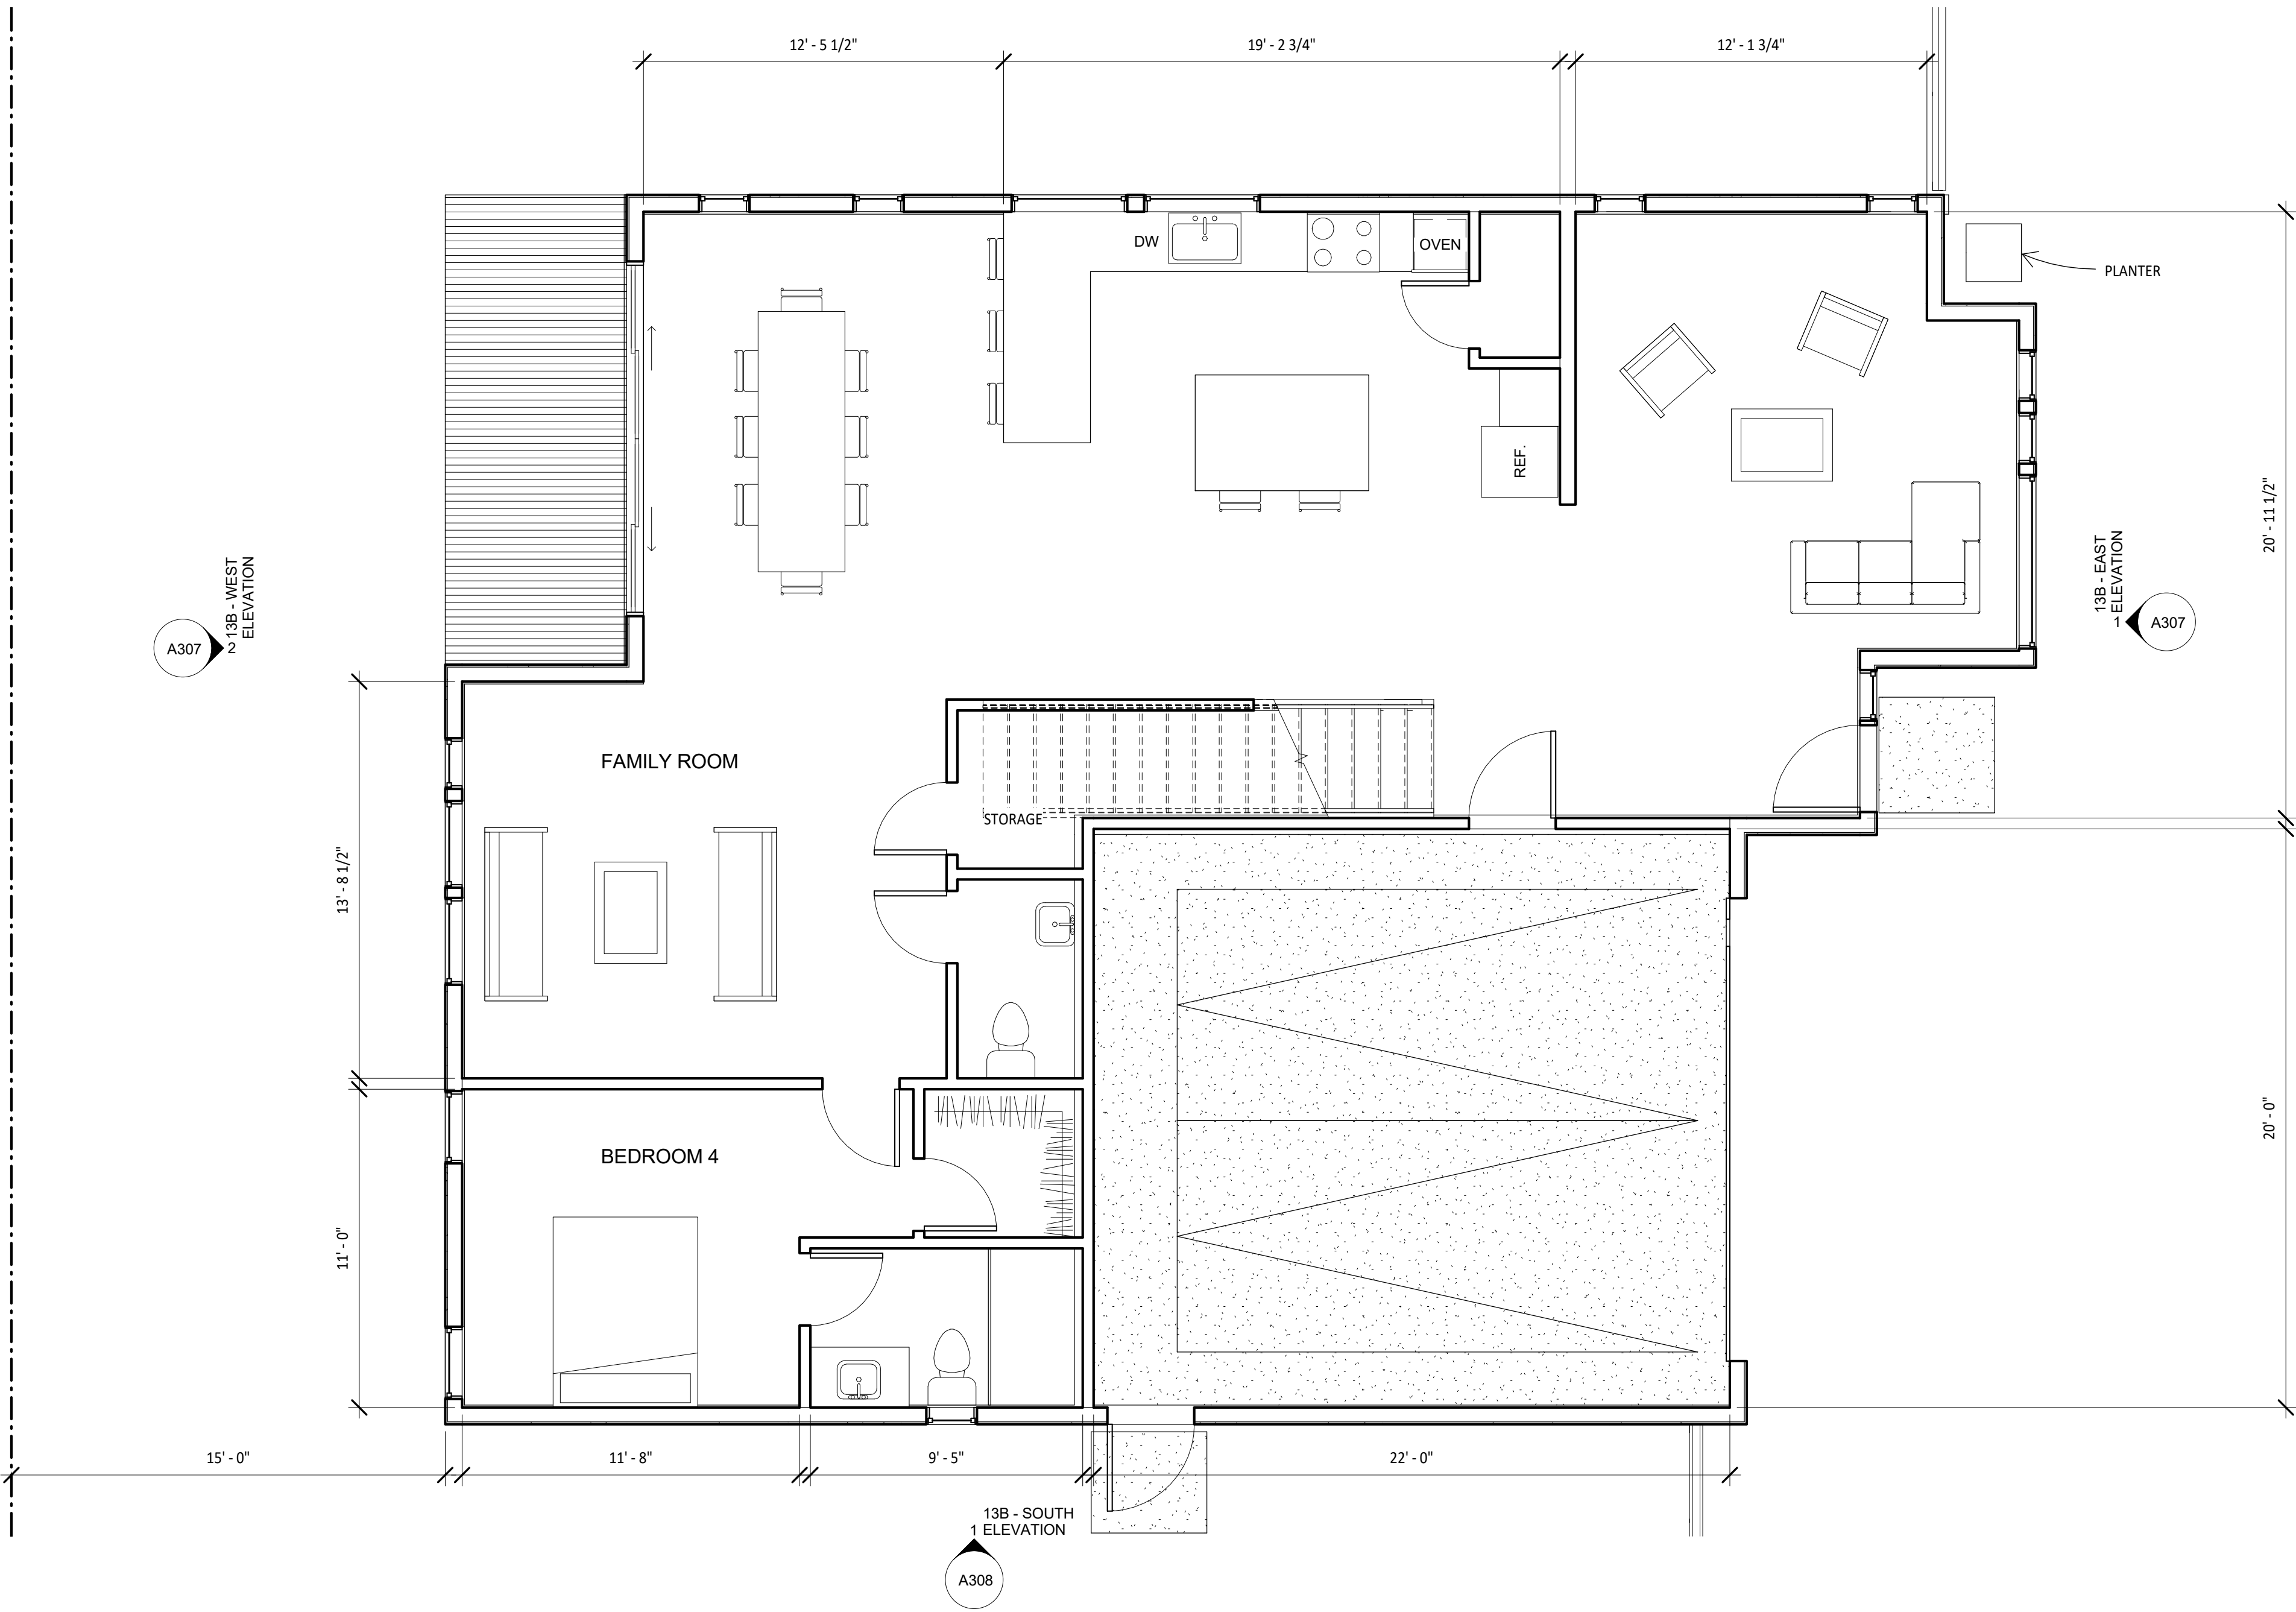 12' - 5 1/2"
19' - 2 3/4"
12' - 1 3/4"
DW
OVEN
PLANTER
REF.
20' - 11 1/2"
A307
2
13B - WEST
ELEVATION
13B - EAST
ELEVATION
1
A307
FAMILY ROOM
STORAGE
13' - 8 1/2"
20' - 0"
BEDROOM 4
11' - 0"
15' - 0"
11' - 8"
9' - 5"
22' - 0"
13B - SOUTH
1 ELEVATION
A308